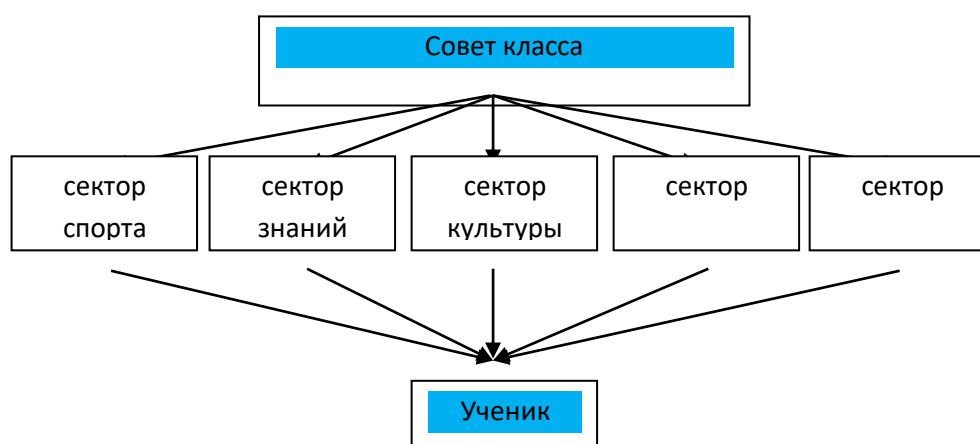 Совет класса
сектор
спорта
сектор
знаний
сектор
культуры
сектор
сектор
Ученик